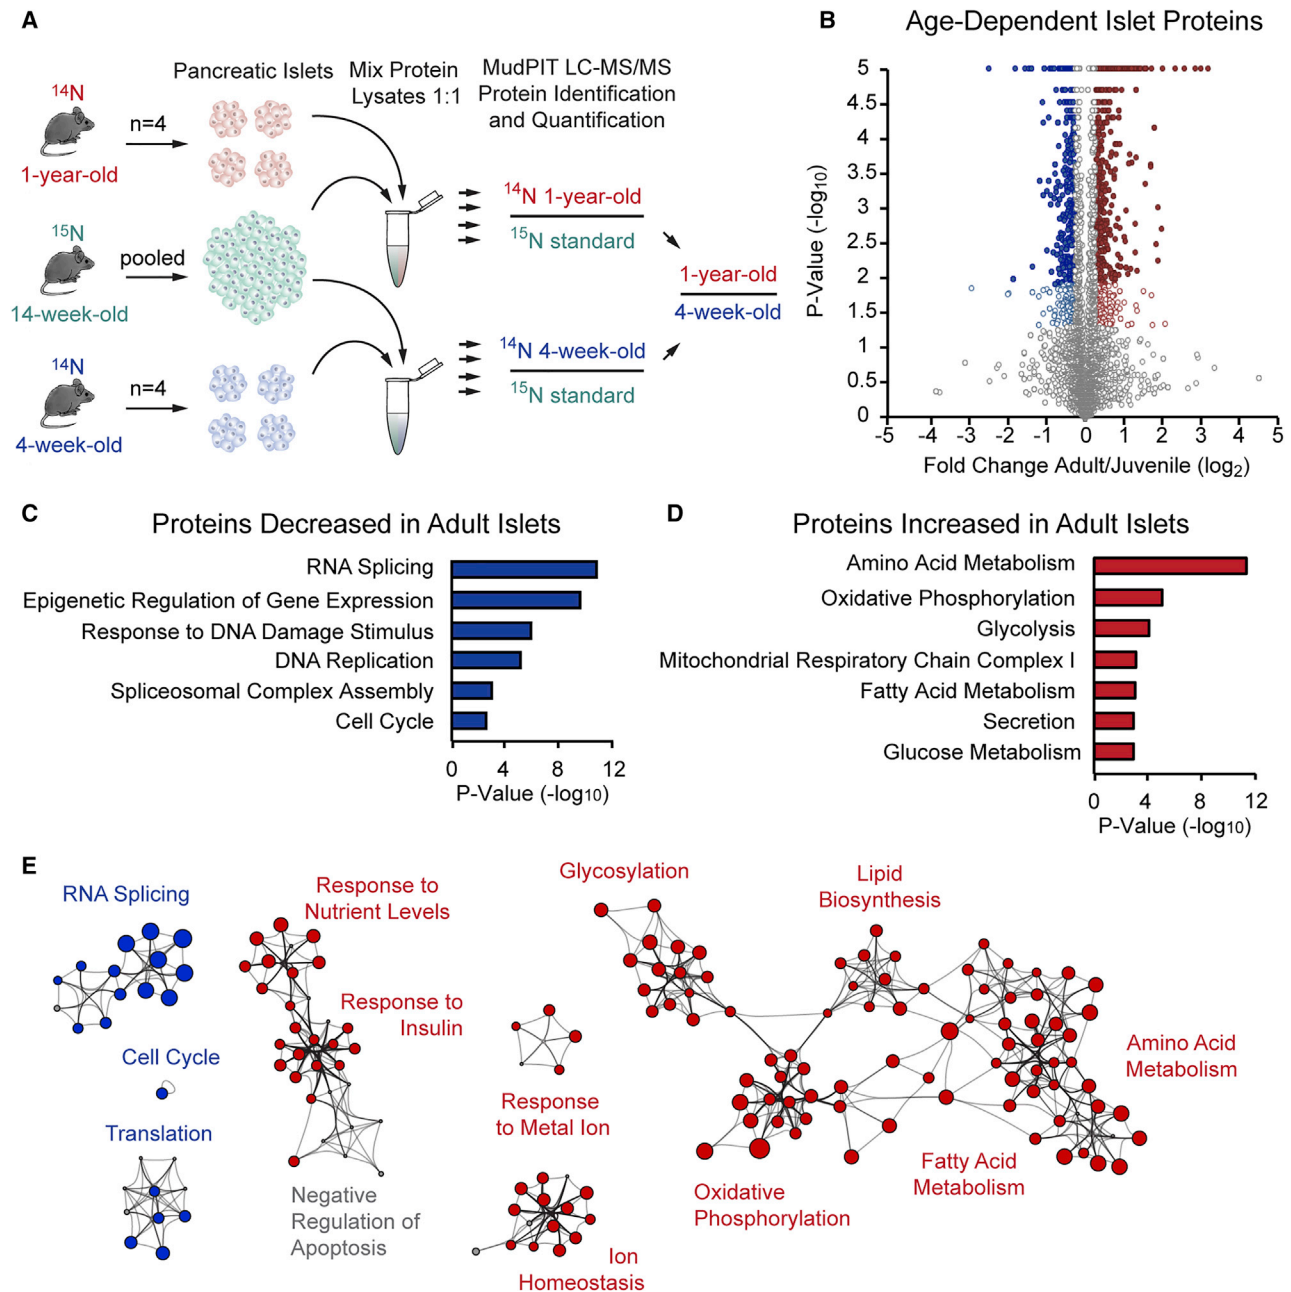 A
Pancreatic Islets
Mix Protein
Lysates 1:1
MudPIT LC-MS/MS
Protein Identification
and Quantification
14N
n=4
1-year-old
15N
pooled
14-week-old
14N
n=4
4-week-old
14N 1-year-old
15N standard
14N 4-week-old
15N standard
1-year-old
4-week-old
B
Age-Dependent Islet Proteins
P-Value (-log10)
5
4.5
4
3.5
3
2.5
2
1.5
1
0.5
0
-5 -4 -3 -2 -1 0 1 2 3 4 5
Fold Change Adult/Juvenile (log2)
C
Proteins Decreased in Adult Islets
RNA Splicing
Epigenetic Regulation of Gene Expression
Response to DNA Damage Stimulus
DNA Replication
Spliceosomal Complex Assembly
Cell Cycle
0 4 8 12
P-Value (-log10)
D
Proteins Increased in Adult Islets
Amino Acid Metabolism
Oxidative Phosphorylation
Glycolysis
Mitochondrial Respiratory Chain Complex I
Fatty Acid Metabolism
Secretion
Glucose Metabolism
0 4 8 12
P-Value (-log10)
E
RNA Splicing
Cell Cycle
Translation
Response to
Nutrient Levels
Response to
Insulin
Negative
Regulation of
Apoptosis
Response
to Metal Ion
Ion
Homeostasis
Glycosylation
Lipid
Biosynthesis
Amino Acid
Metabolism
Fatty Acid
Metabolism
Oxidative
Phosphorylation